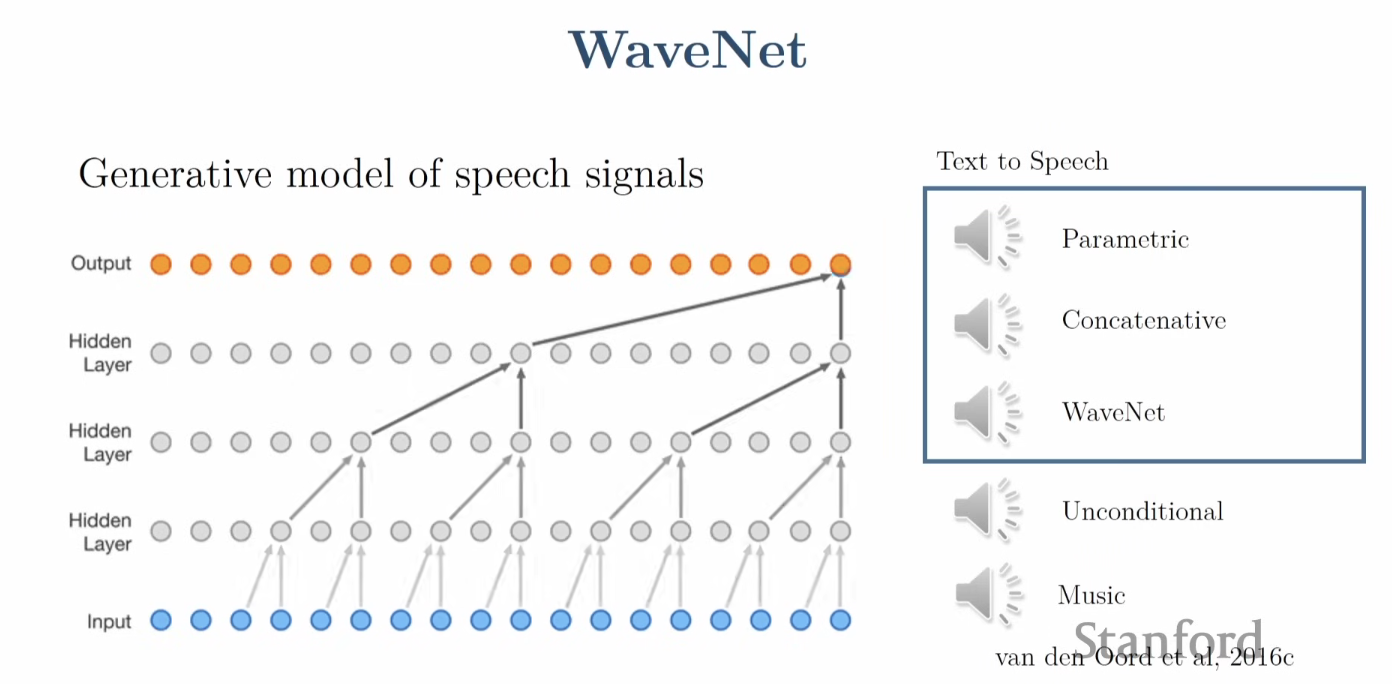 WaveNet
Generative model of speech signals
Output
Hidden
Layer
Hidden
Layer
Hidden
Layer
Input
Text to Speech
Parametric
Concatenative
WaveNet
Unconditional
Music
Stanford
van den Oord et al, 2016c